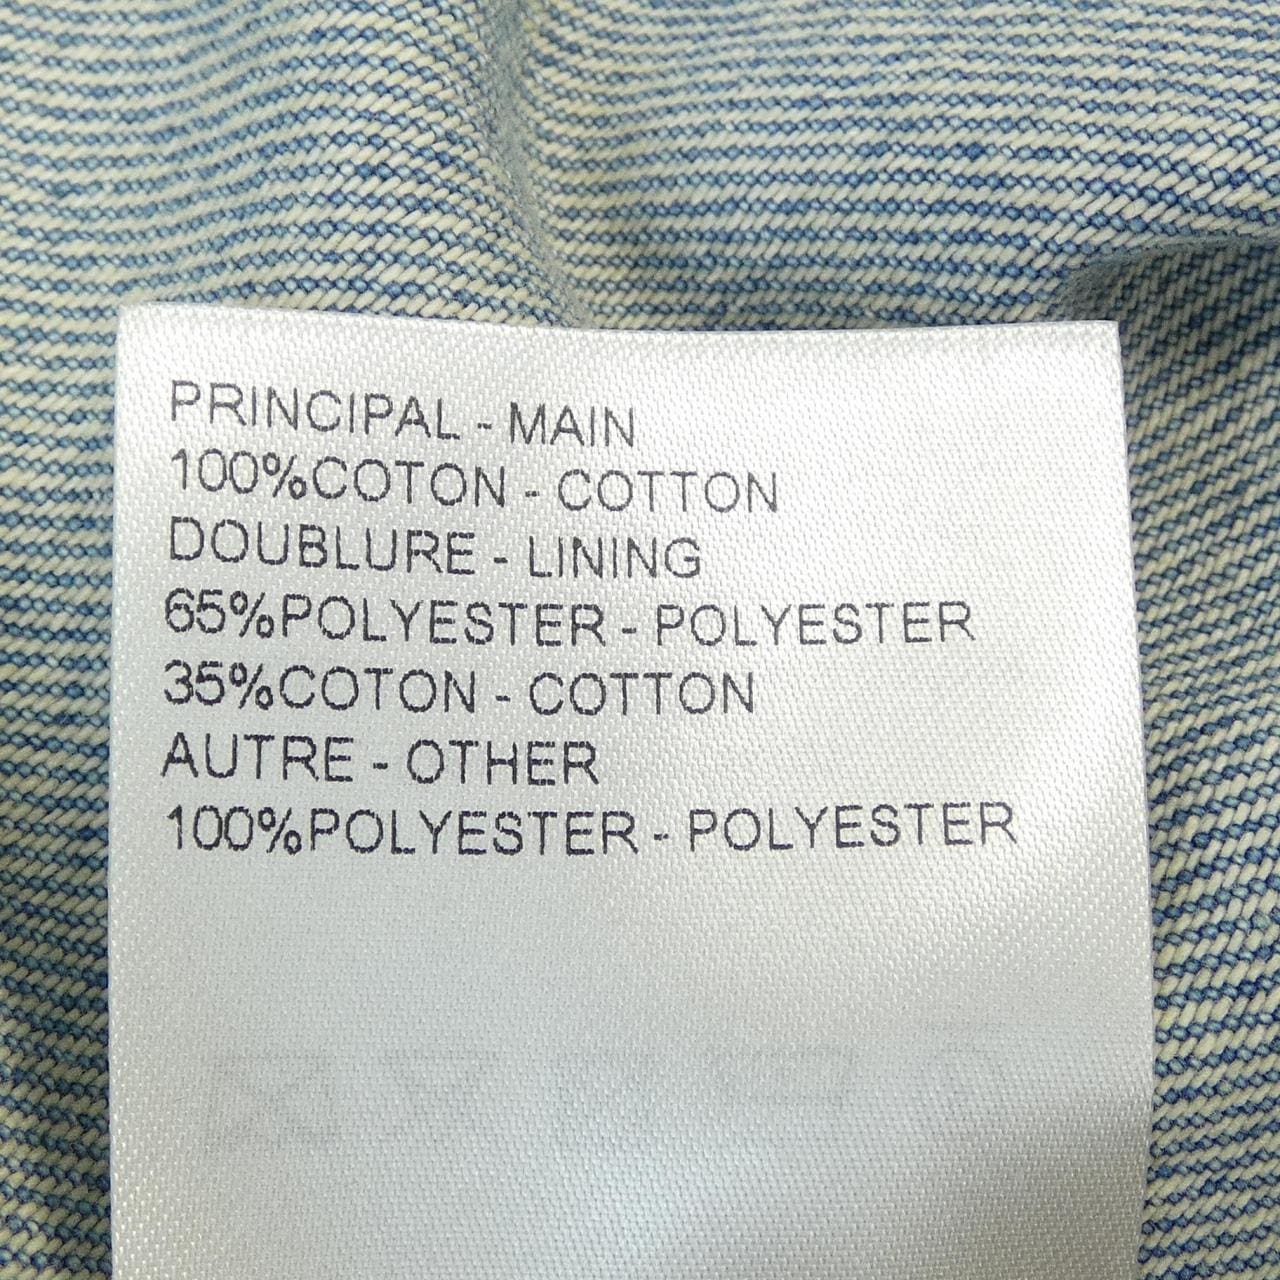 PRINCIPAL - MAIN
100%COTON - COTTON
DOUBLURE - LINING
65%POLYESTER - POLYESTER
35%COTON - COTTON
AUTRE - OTHER
100%POLYESTER - POLYESTER